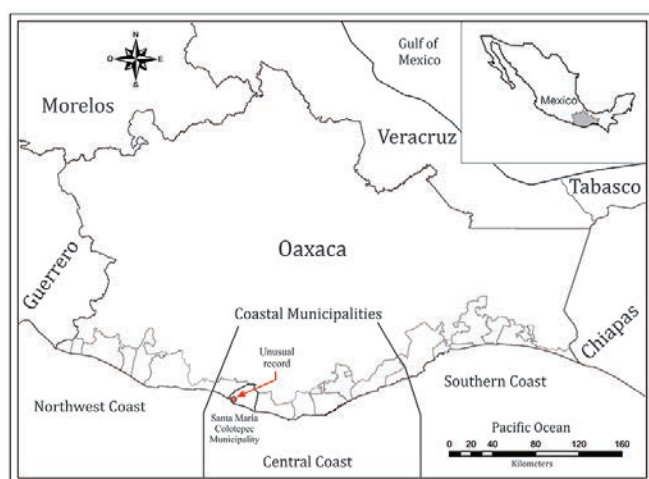 N
O E
S
Gulf of
Mexico
Mexico
Morelos
Veracruz
Tabasco
Oaxaca
Guerrero
Chiapas
Coastal Municipalities
Unusual
record
Southern Coast
Northwest Coast
Santa María
Colotepec
Municipality
Central Coast
Pacific Ocean
0 20 40 80 120 160
Kilometers